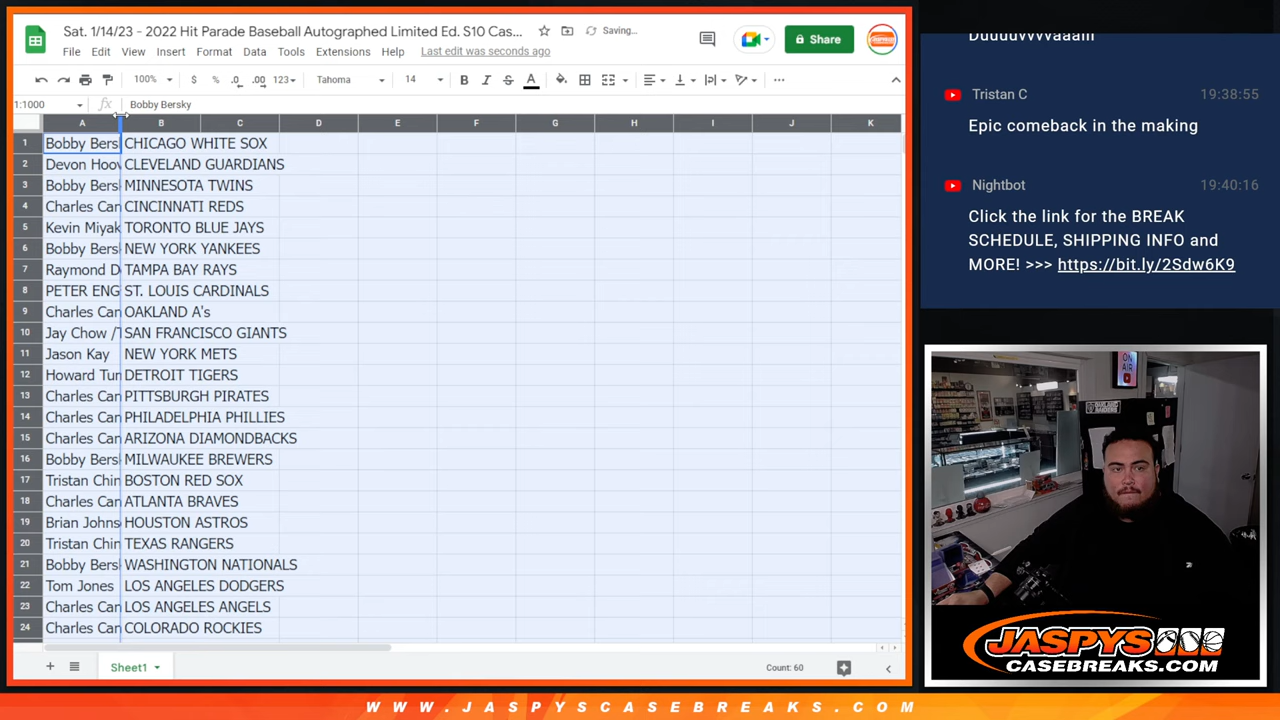 Sat. 1/14/23 - 2022 Hit Parade Baseball Autographed Limited Ed. S10 Cas...
Saving...
File Edit View Insert Format Data Tools Extensions Help Last edit was seconds ago
Share
100% $ % .0 .00 123 Tahoma 14 B I S A
1:1000 fx Bobby Bersky
A B C D E F G H I J K
1 Bobby Bers CHICAGO WHITE SOX
2 Devon Hoov CLEVELAND GUARDIANS
3 Bobby Bers MINNESOTA TWINS
4 Charles Can CINCINNATI REDS
5 Kevin Miyak TORONTO BLUE JAYS
6 Bobby Bers NEW YORK YANKEES
7 Raymond D TAMPA BAY RAYS
8 PETER ENG ST. LOUIS CARDINALS
9 Charles Can OAKLAND A's
10 Jay Chow /T SAN FRANCISCO GIANTS
11 Jason Kay NEW YORK METS
12 Howard Tur DETROIT TIGERS
13 Charles Can PITTSBURGH PIRATES
14 Charles Can PHILADELPHIA PHILLIES
15 Charles Can ARIZONA DIAMONDBACKS
16 Bobby Bers MILWAUKEE BREWERS
17 Tristan Chin BOSTON RED SOX
18 Charles Can ATLANTA BRAVES
19 Brian Johns HOUSTON ASTROS
20 Tristan Chin TEXAS RANGERS
21 Bobby Bers WASHINGTON NATIONALS
22 Tom Jones LOS ANGELES DODGERS
23 Charles Can LOS ANGELES ANGELS
24 Charles Can COLORADO ROCKIES
Sheet1
Count: 60
Tristan C 19:38:55
Epic comeback in the making
Nightbot 19:40:16
Click the link for the BREAK
SCHEDULE, SHIPPING INFO and
MORE! >>> https://bit.ly/2Sdw6K9
ON
AIR
JASPYS
CASEBREAKS.COM
WWW.JASPYSCASEBREAKS.COM